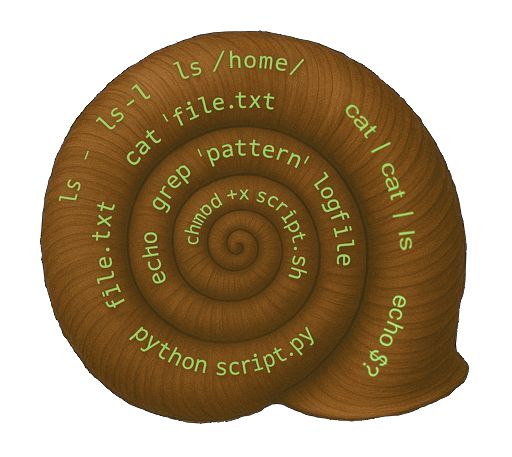 ls - ls-l ls /home/
file.txt cat 'file.txt
cat | cat | ls
echo $?
echo grep 'pattern' logfile
chmod +x script.sh
python script.py